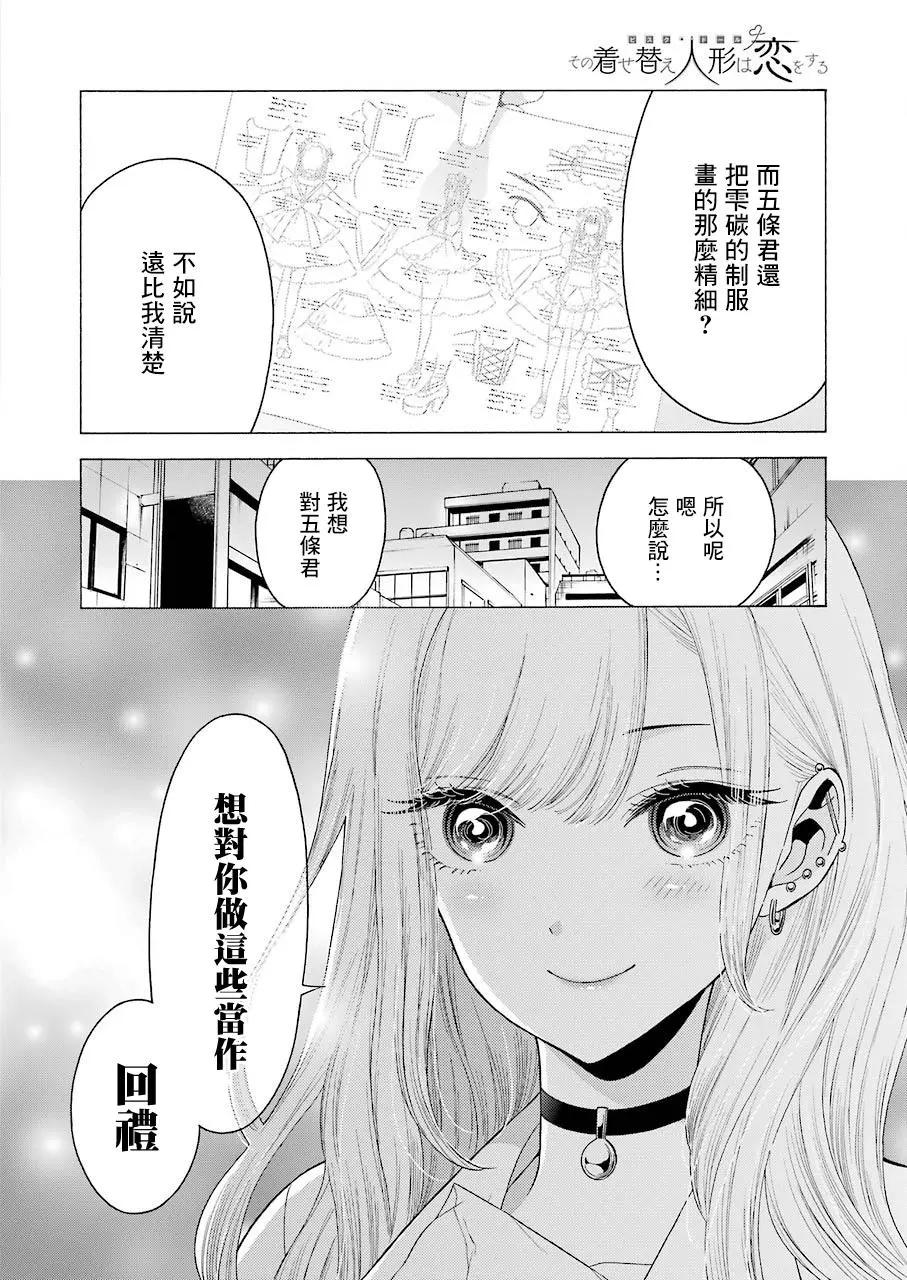 その着せ替え人形は恋をする
ビスク・ドール
而五條君還
把雫碳的制服
畫的那麼精細?
不如說
遠比我清楚
所以呢
嗯
怎麼說…
我想
對五條君
想對你做這些當作
回禮